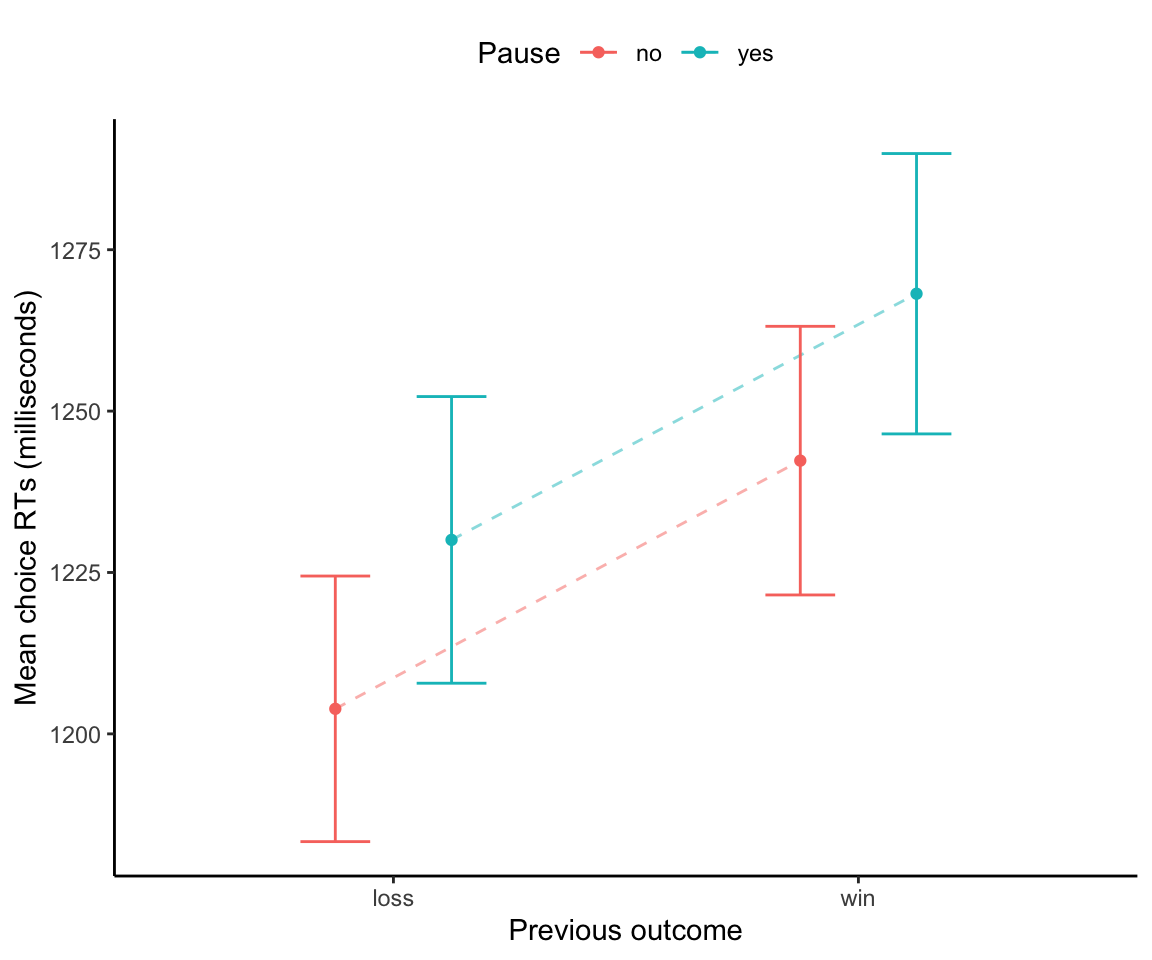 Pause no yes
1275
1250
1225
1200
Mean choice RTs (milliseconds)
loss win
Previous outcome